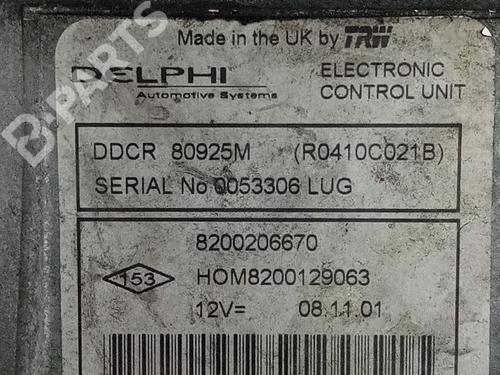 Made in the UK by TRW
DELPHI
Automotive Systems
ELECTRONIC
CONTROL UNIT
DDCR 80925M (R0410C021B)
SERIAL No 0053306 LUG
8200206670
153 HOM8200129063
12V= 08.11.01
B-PARTS